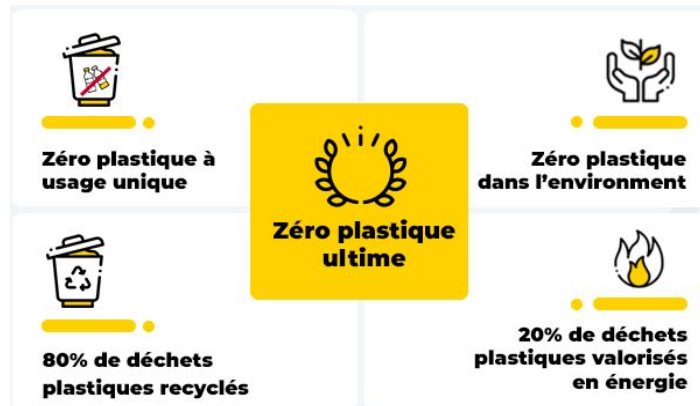 Zéro plastique à
usage unique
Zéro plastique
dans l'environment
Zéro plastique
ultime
80% de déchets
plastiques recyclés
20% de déchets
plastiques valorisés
en énergie